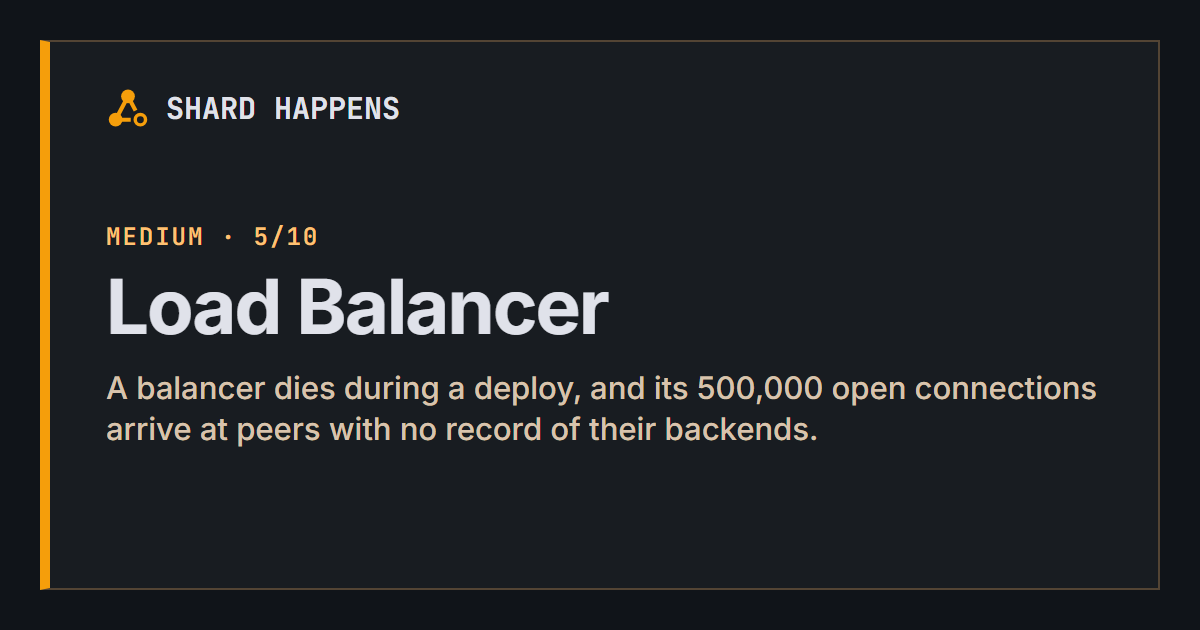 SHARD HAPPENS
MEDIUM · 5/10
Load Balancer
A balancer dies during a deploy, and its 500,000 open connections
arrive at peers with no record of their backends.